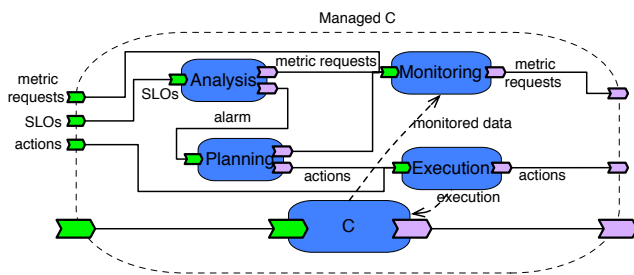 Managed C
metric
requests
SLOs
actions
Analysis
SLOs
metric requests
Monitoring
metric
requests
alarm
monitored data
Planning
actions
Execution
actions
execution
C